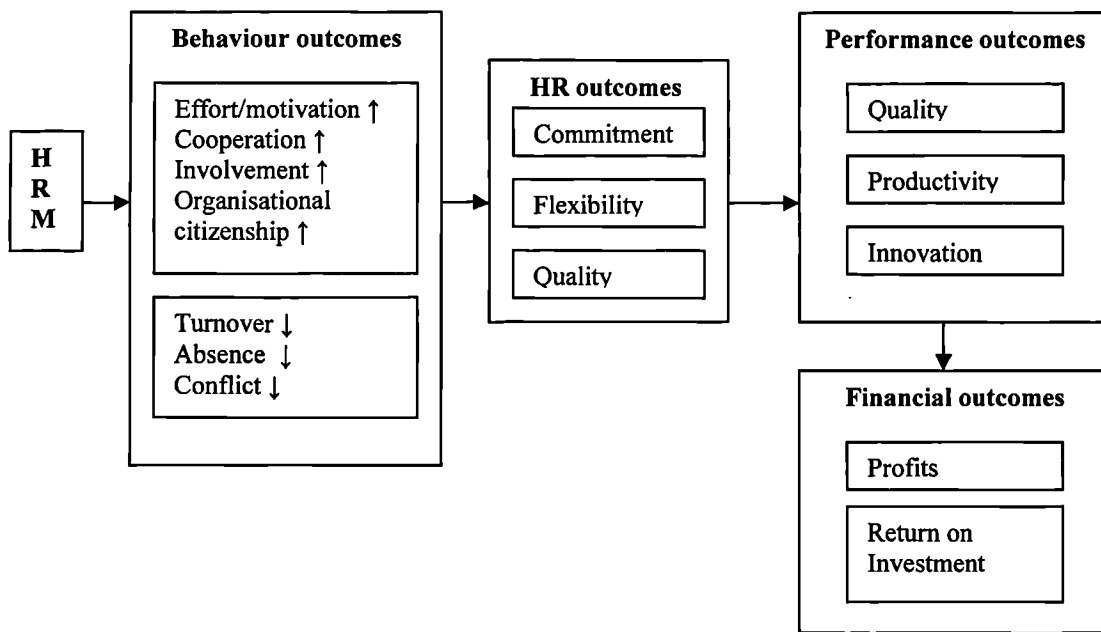 H
R
M
Behaviour outcomes
Effort/motivation ↑
Cooperation ↑
Involvement ↑
Organisational
citizenship ↑
Turnover ↓
Absence ↓
Conflict ↓
HR outcomes
Commitment
Flexibility
Quality
Performance outcomes
Quality
Productivity
Innovation
Financial outcomes
Profits
Return on
Investment